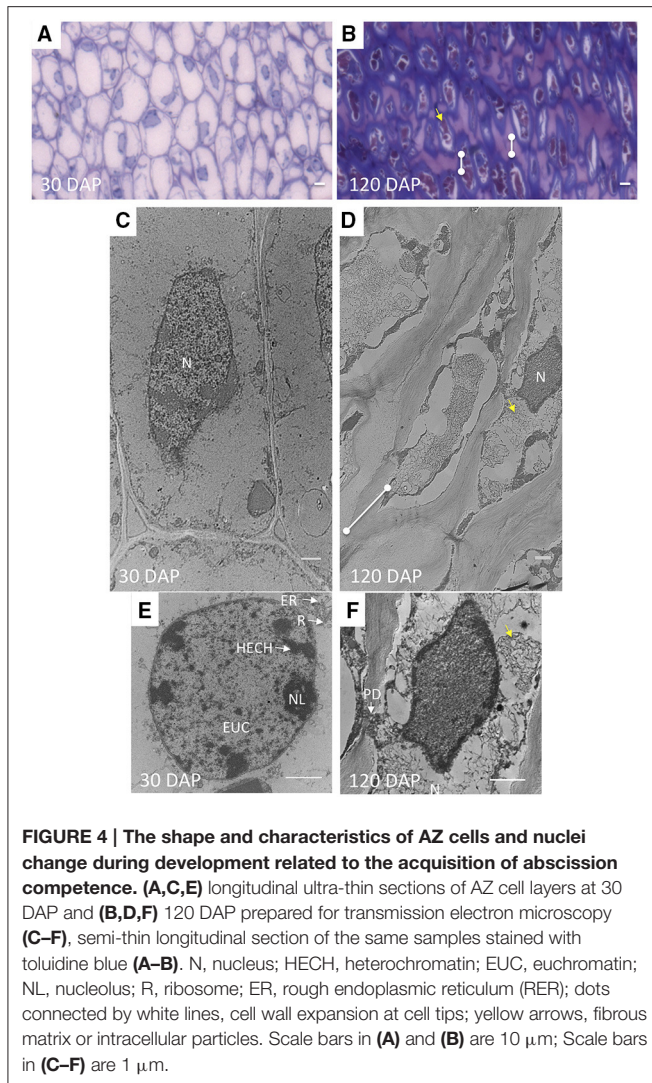 A
B
30 DAP
120 DAP
C
D
N
N
30 DAP
120 DAP
E
ER
R
HECH
NL
EUC
30 DAP
F
PD
120 DAP
N
FIGURE 4 | The shape and characteristics of AZ cells and nuclei
change during development related to the acquisition of abscission
competence. (A,C,E) longitudinal ultra-thin sections of AZ cell layers at 30
DAP and (B,D,F) 120 DAP prepared for transmission electron microscopy
(C–F), semi-thin longitudinal section of the same samples stained with
toluidine blue (A–B). N, nucleus; HECH, heterochromatin; EUC, euchromatin;
NL, nucleolus; R, ribosome; ER, rough endoplasmic reticulum (RER); dots
connected by white lines, cell wall expansion at cell tips; yellow arrows, fibrous
matrix or intracellular particles. Scale bars in (A) and (B) are 10 μm; Scale bars
in (C–F) are 1 μm.